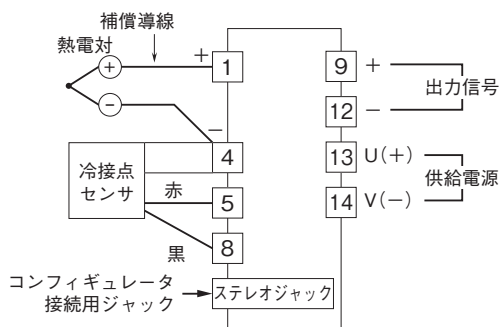 補償導線
熱電対
+
+
1
−
−
4
冷接点
センサ
赤
5
黒
8
コンフィギュレータ
接続用ジャック
ステレオジャック
9
+
出力信号
12
−
13
U(+)
供給電源
14
V(−)